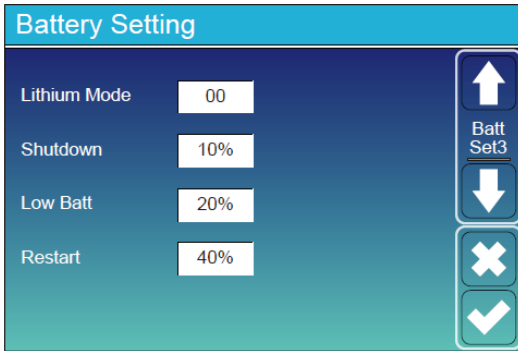 Battery Setting
Lithium Mode 00
Shutdown 10%
Low Batt 20%
Restart 40%
Batt
Set3